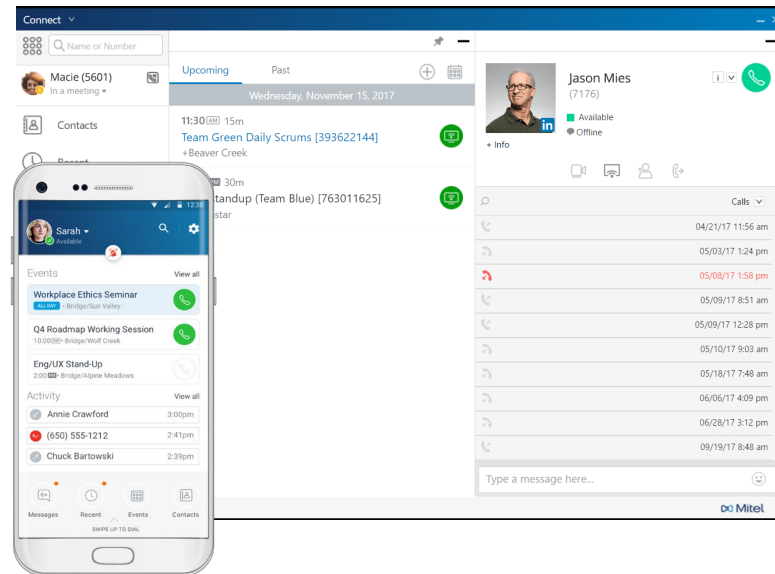 Connect
Name or Number
Macie (5601)
In a meeting
Contacts
Recent
Upcoming
Past
Wednesday, November 15, 2017
11:30 AM 15m
Team Green Daily Scrums [393622144]
+Beaver Creek
30m
standup (Team Blue) [763011625]
star
Jason Mies
(7176)
Available
Offline
in
+ Info
i
Calls
04/21/17 11:56 am
05/03/17 1:24 pm
05/08/17 1:58 pm
05/09/17 8:51 am
05/09/17 12:28 pm
05/10/17 9:03 am
05/18/17 7:48 am
06/06/17 4:09 pm
06/28/17 3:12 pm
09/19/17 8:48 am
Type a message here...
Mitel
12:30
Sarah
Available
Events
View all
Workplace Ethics Seminar
ALL DAY • Bridge/Sun Valley
Q4 Roadmap Working Session
10:00 AM • Bridge/Wolf Creek
Eng/UX Stand-Up
2:00 PM • Bridge/Alpine Meadows
Activity
View all
Annie Crawford
3:00pm
(650) 555-1212
2:41pm
Chuck Bartowski
2:39pm
Messages
Recent
Events
Contacts
SWIPE UP TO DIAL